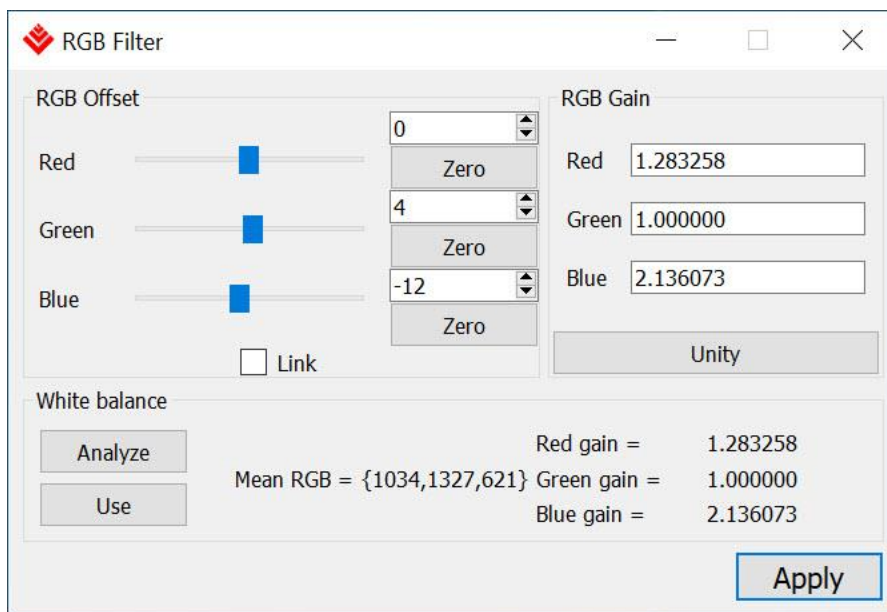 RGB Filter
RGB Offset
Red
0
Zero
Green
4
Zero
Blue
-12
Zero
Link
RGB Gain
Red 1.283258
Green 1.000000
Blue 2.136073
Unity
White balance
Analyze
Use
Mean RGB = {1034,1327,621}
Red gain = 1.283258
Green gain = 1.000000
Blue gain = 2.136073
Apply